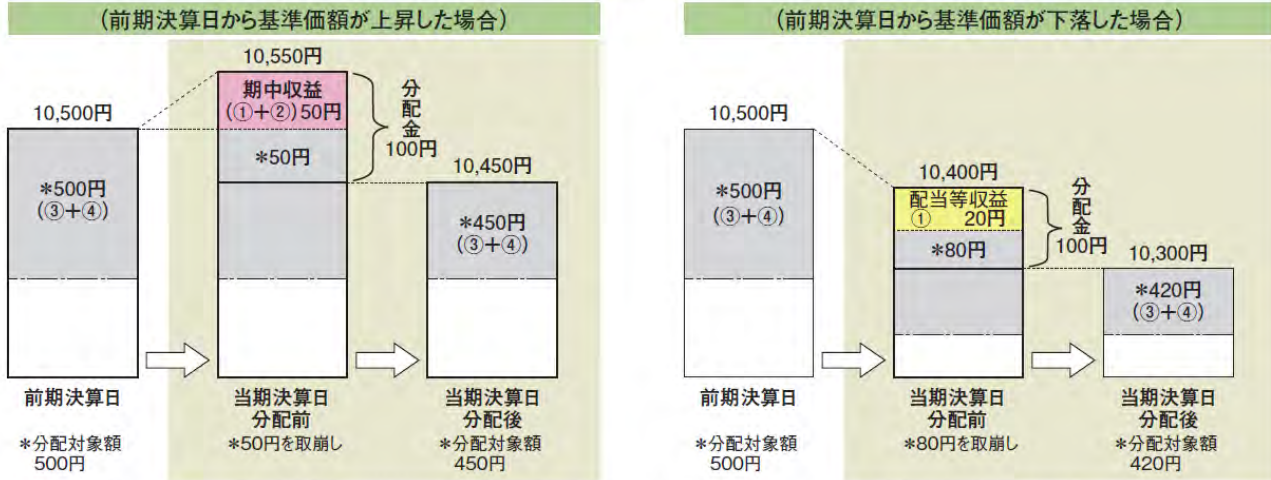 (前期決算日から基準価額が上昇した場合)
10,500円
*500円
(③+④)
前期決算日
*分配対象額
500円
10,550円
期中収益
(①+②)50円
*50円
分配金
100円
当期決算日
分配前
*50円を取崩し
10,450円
*450円
(③+④)
当期決算日
分配後
*分配対象額
450円
(前期決算日から基準価額が下落した場合)
10,500円
*500円
(③+④)
前期決算日
*分配対象額
500円
10,400円
配当等収益
① 20円
*80円
分配金
100円
当期決算日
分配前
*80円を取崩し
10,300円
*420円
(③+④)
当期決算日
分配後
*分配対象額
420円